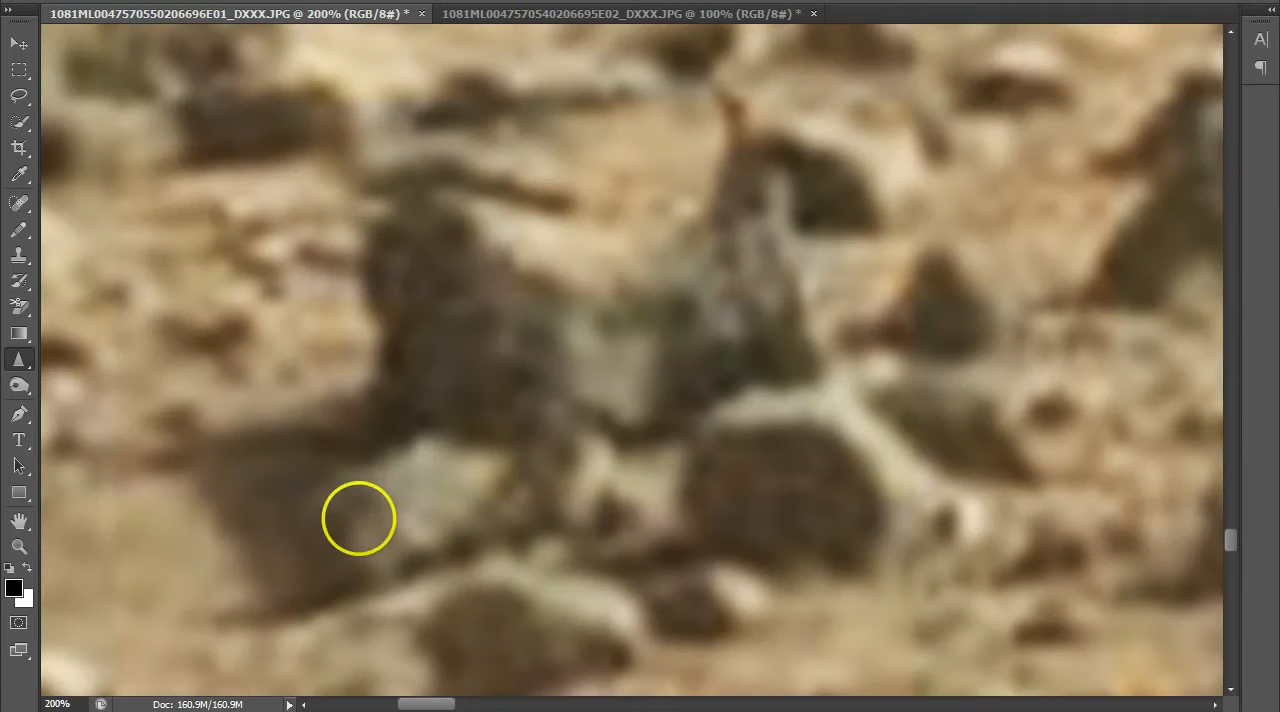 1081ML0047570550206696E01_DXXX.JPG @ 200% (RGB/8#) * ×
1081ML0047570540206695E02_DXXX.JPG @ 100% (RGB/8#) * ×
A
T
200%
Doc: 160.9M/160.9M